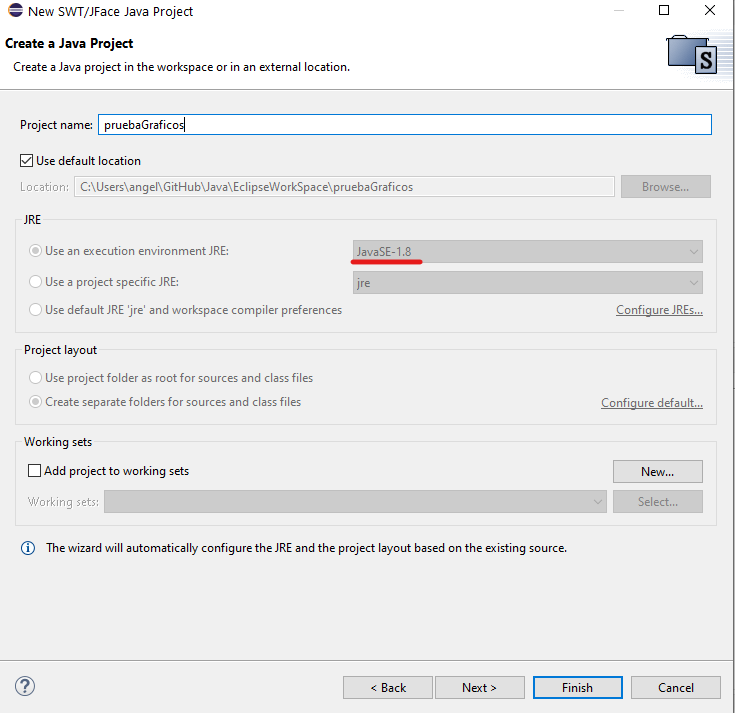 New SWT/JFace Java Project
Create a Java Project
Create a Java project in the workspace or in an external location.
S
Project name: pruebaGraficos
Use default location
Location: C:\Users\angel\GitHub\Java\EclipseWorkSpace\pruebaGraficos Browse...
JRE
Use an execution environment JRE: JavaSE-1.8
Use a project specific JRE: jre
Use default JRE 'jre' and workspace compiler preferences Configure JREs...
Project layout
Use project folder as root for sources and class files
Create separate folders for sources and class files Configure default...
Working sets
Add project to working sets New...
Working sets: Select...
The wizard will automatically configure the JRE and the project layout based on the existing source.
? < Back Next > Finish Cancel